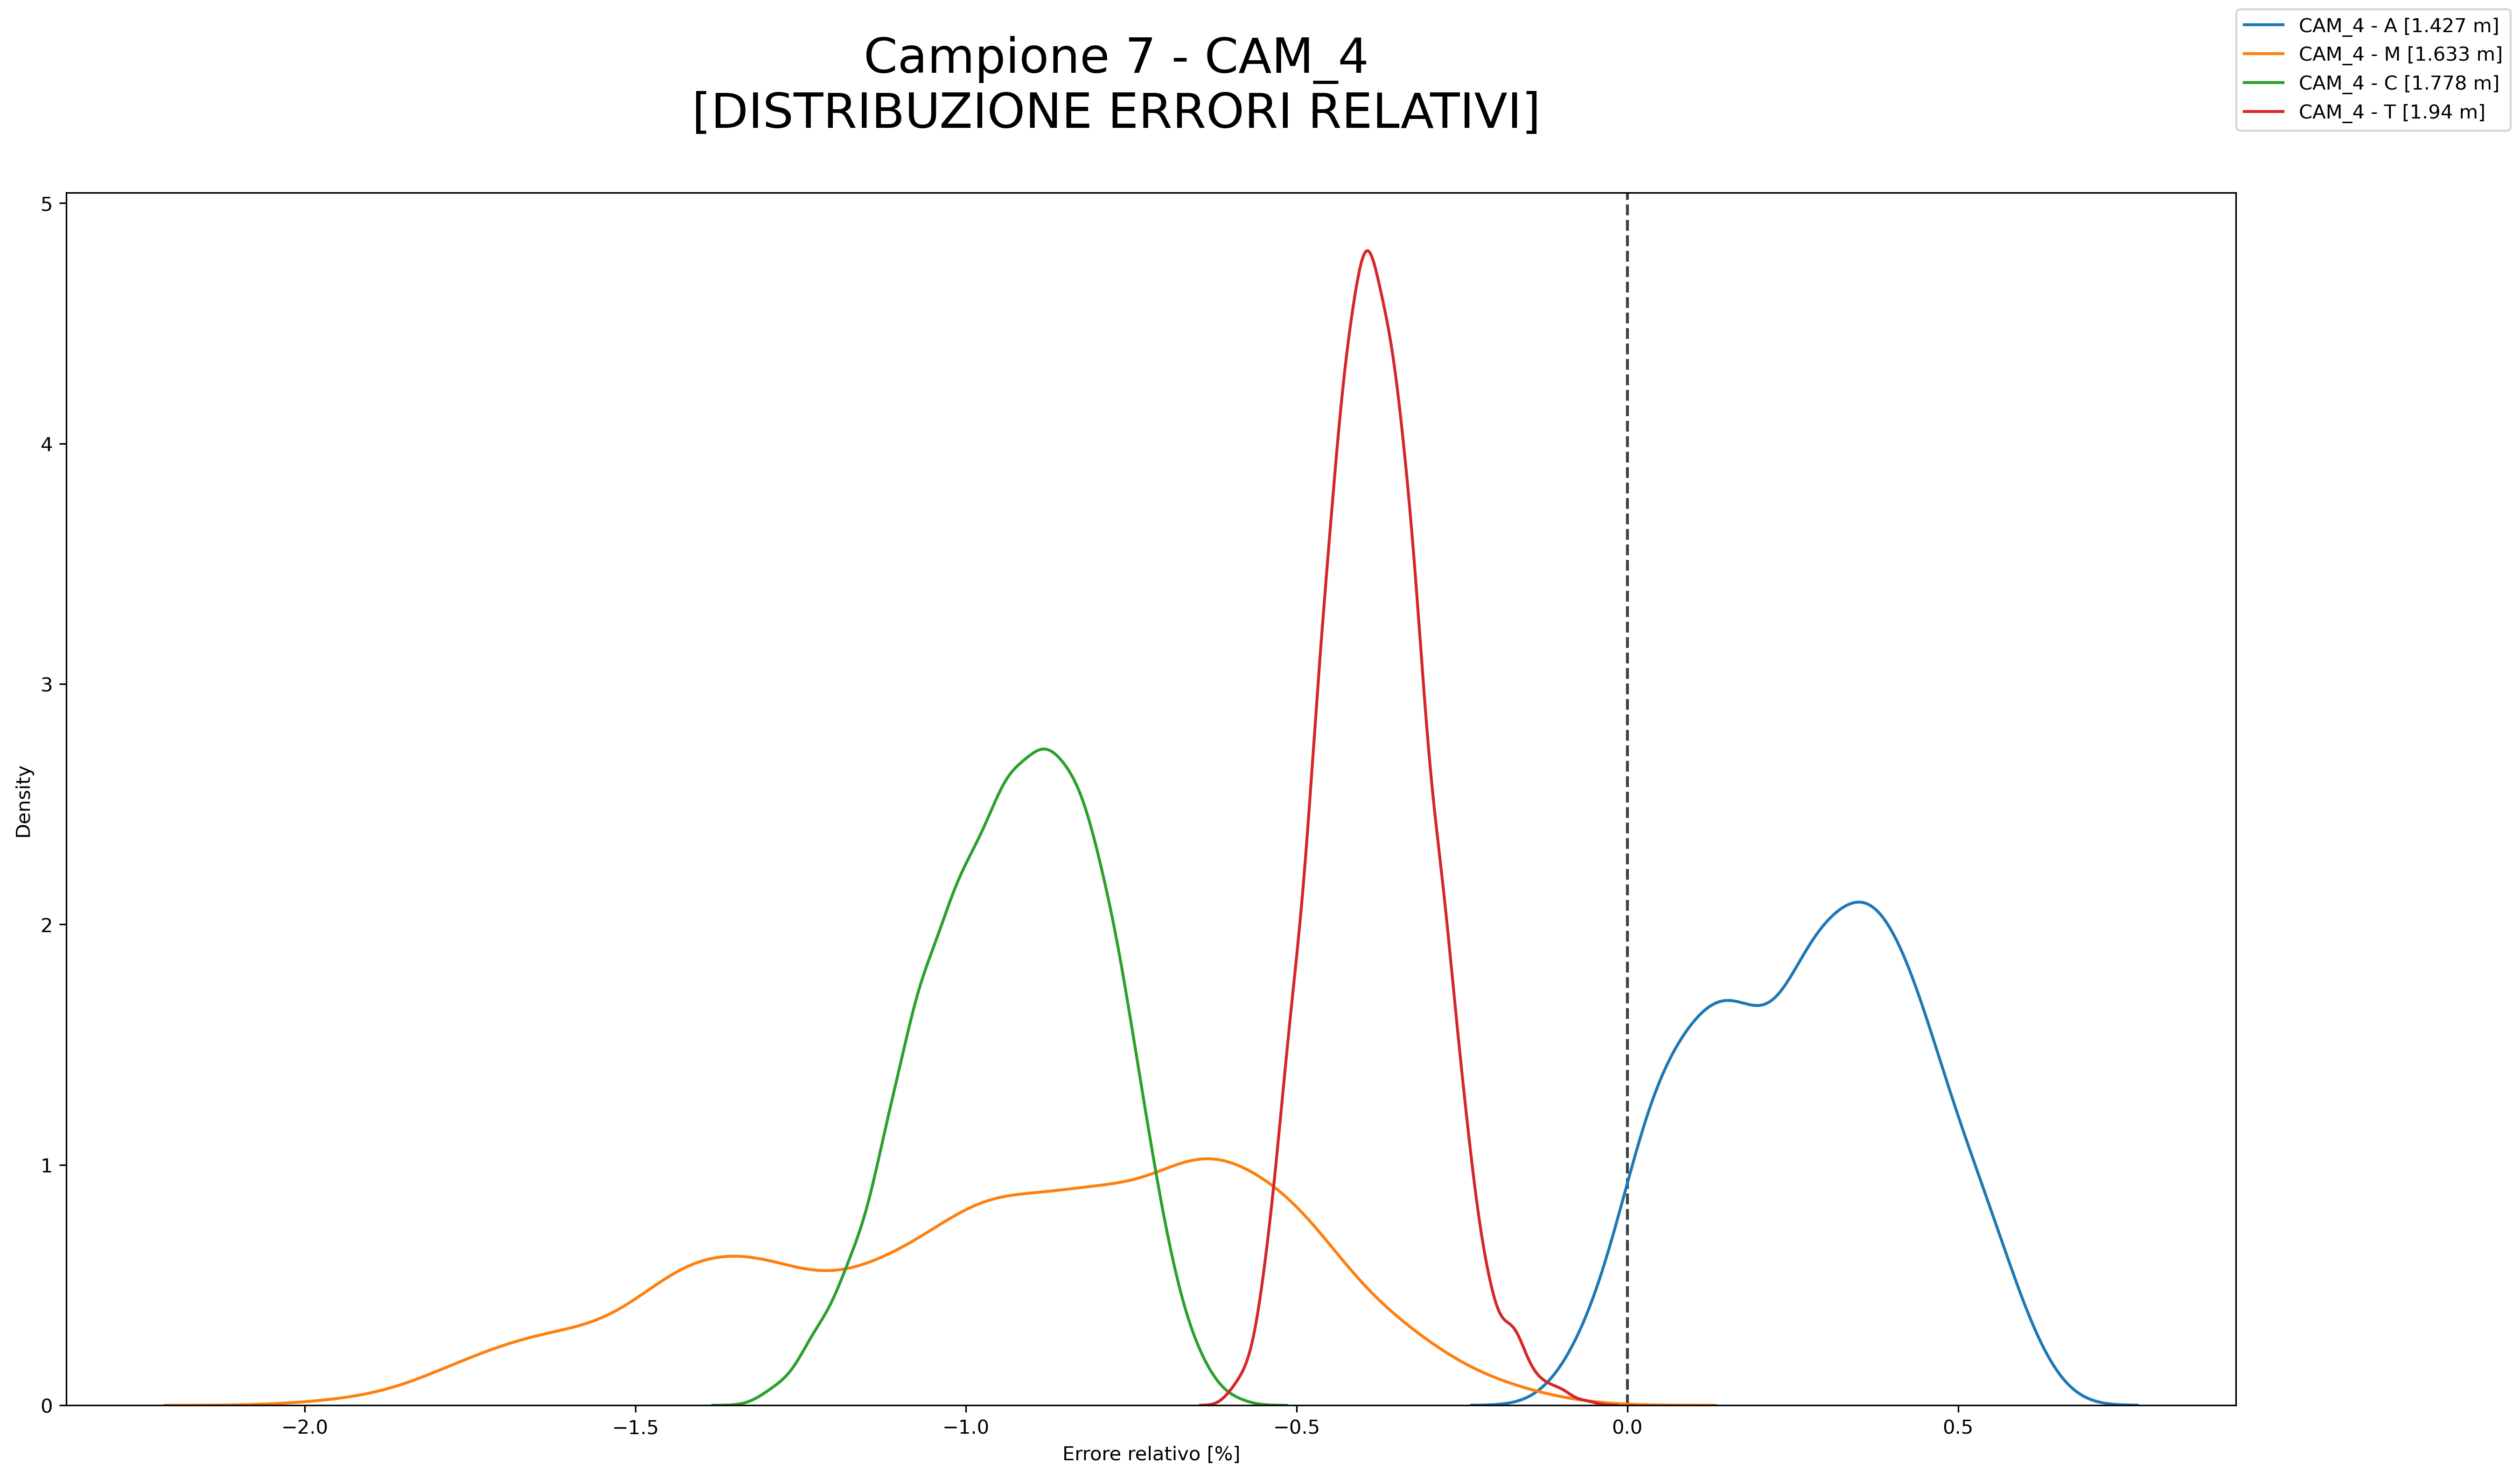 Campione 7 - CAM_4
[DISTRIBUZIONE ERRORI RELATIVI]
CAM_4 - A [1.427 m]
CAM_4 - M [1.633 m]
CAM_4 - C [1.778 m]
CAM_4 - T [1.94 m]
5
4
3
2
1
0
Density
−2.0
−1.5
−1.0
−0.5
0.0
0.5
Errore relativo [%]